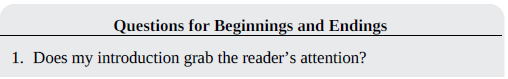 Questions for Beginnings and Endings
1. Does my introduction grab the reader’s attention?